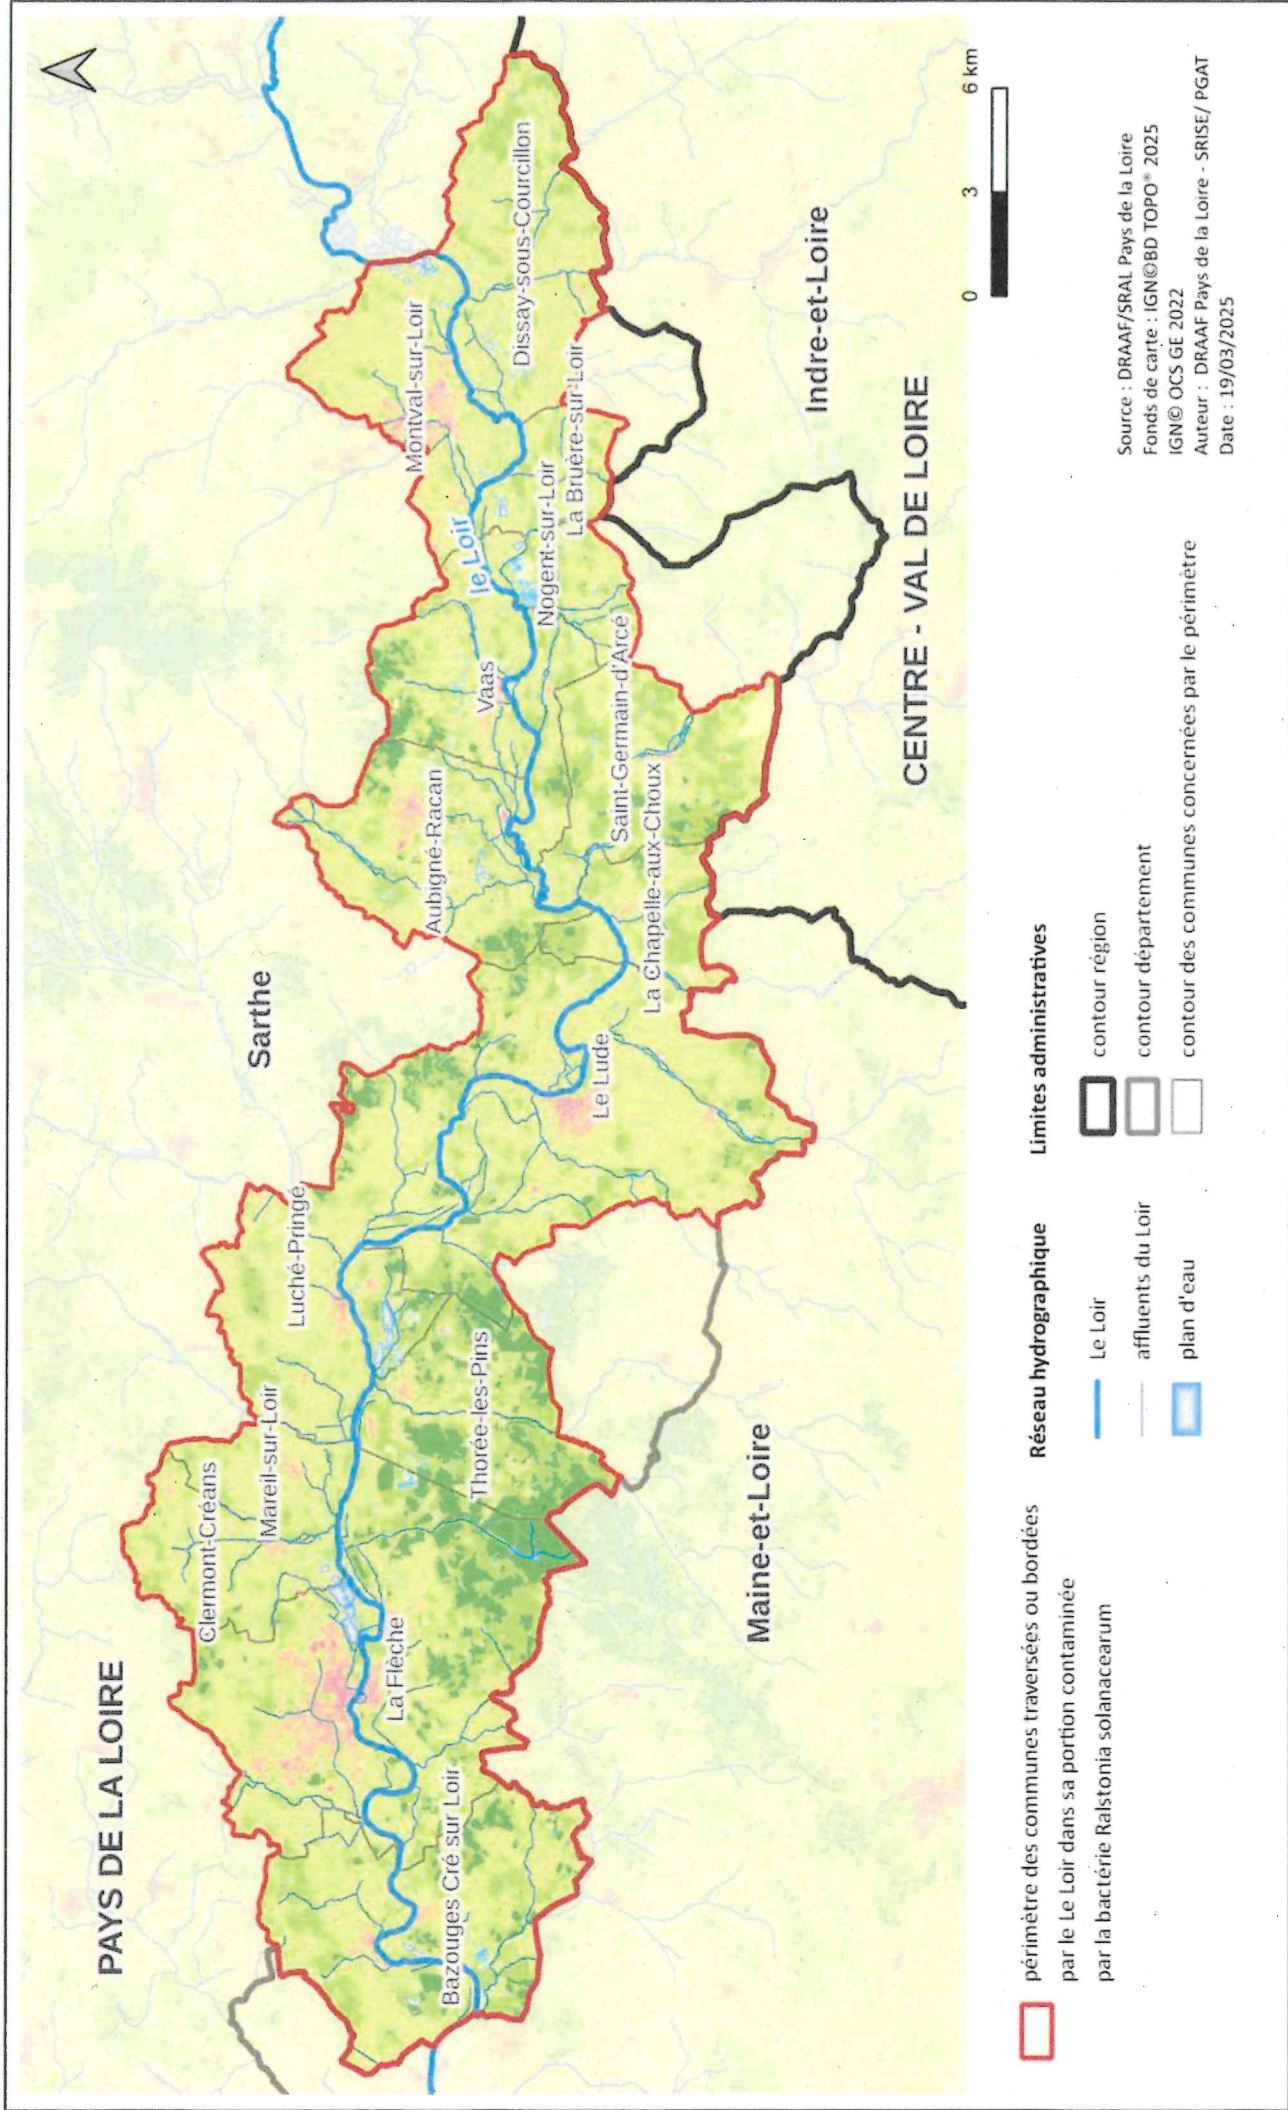 PAYS DE LA LOIRE
Sarthe
Clermont-Créans
Mareil-sur-Loir
Luché-Pringé
Aubigné-Racan
Montval-sur-Loir
le Loir
Vaas
La Flèche
Thorée-les-Pins
Bazouges Cré sur Loir
Le Lude
Nogent-sur-Loir
Dissay-sous-Courcillon
La Bruère-sur-Loir
Saint-Germain-d'Arcé
La Chapelle-aux-Choux
Maine-et-Loire
Indre-et-Loire
CENTRE - VAL DE LOIRE
0 3 6 km
périmètre des communes traversées ou bordées
par le Le Loir dans sa portion contaminée
par la bactérie Ralstonia solanacearum
Réseau hydrographique
Le Loir
affluents du Loir
plan d'eau
Limites administratives
contour région
contour département
contour des communes concernées par le périmètre
Source : DRAAF/SRAL Pays de la Loire
Fonds de carte : IGN©BD TOPO® 2025
IGN© OCS GE 2022
Auteur : DRAAF Pays de la Loire - SRISE/ PGAT
Date : 19/03/2025